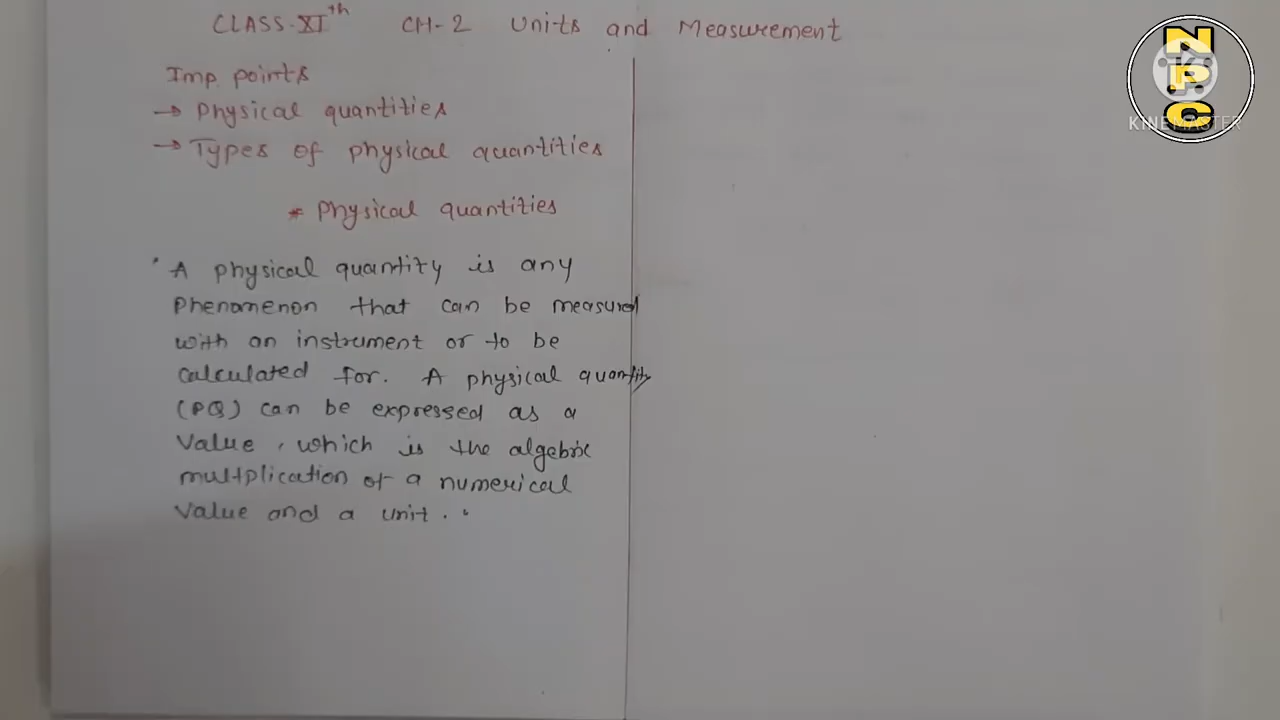 CLASS-XIth CH-2 Units and Measurement
Imp. points
→ Physical quantities
→ Types of physical quantities
* Physical quantities
A physical quantity is any
phenomenon that can be measured
with an instrument or to be
calculated for. A physical quantity
(PQ) can be expressed as a
value, which is the algebric
multplication of a numerical
value and a unit.
N
P
C
KINEMASTER